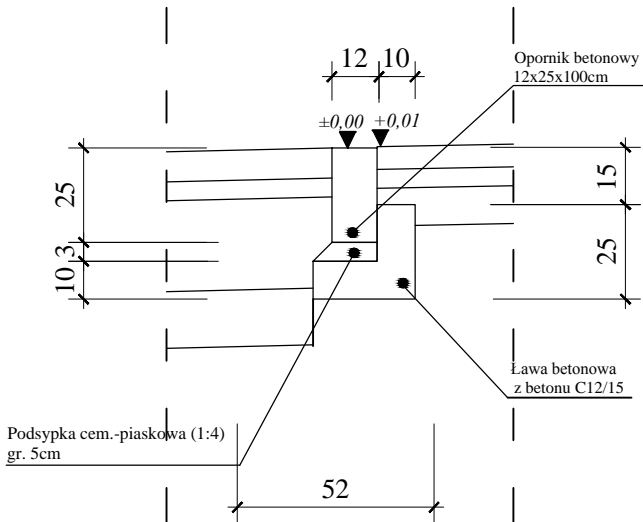 Opornik betonowy
12x25x100cm
12 10
±0,00 +0,01
25
3
10
15
25
Ława betonowa
z betonu C12/15
Podsypka cem.-piaskowa (1:4)
gr. 5cm
52